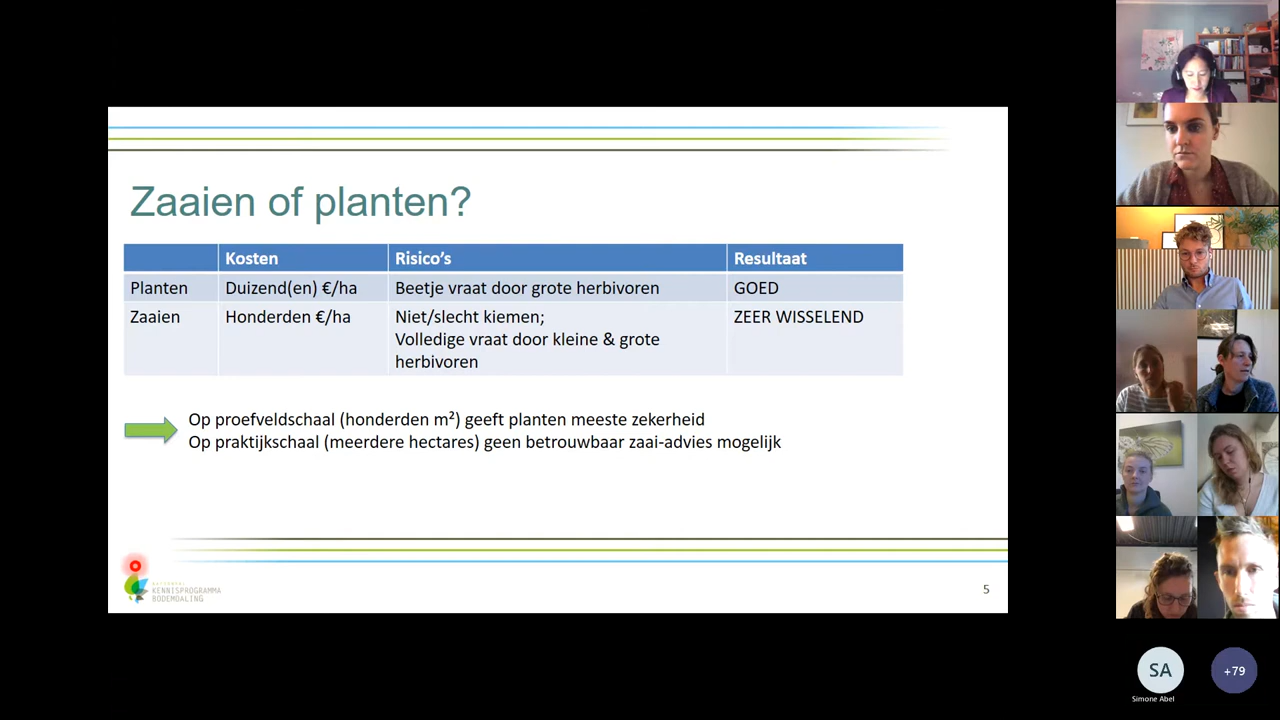 Zaaien of planten?
Kosten Risico's Resultaat
Planten Duizend(en) €/ha Beetje vraat door grote herbivoren GOED
Zaaien Honderden €/ha Niet/slecht kiemen; ZEER WISSELEND
Volledige vraat door kleine & grote
herbivoren
Op proefveldschaal (honderden m²) geeft planten meeste zekerheid
Op praktijkschaal (meerdere hectares) geen betrouwbaar zaai-advies mogelijk
NATIONAAL
KENNISPROGRAMMA
BODEMDALING
5
SA
+79
Simone Abel